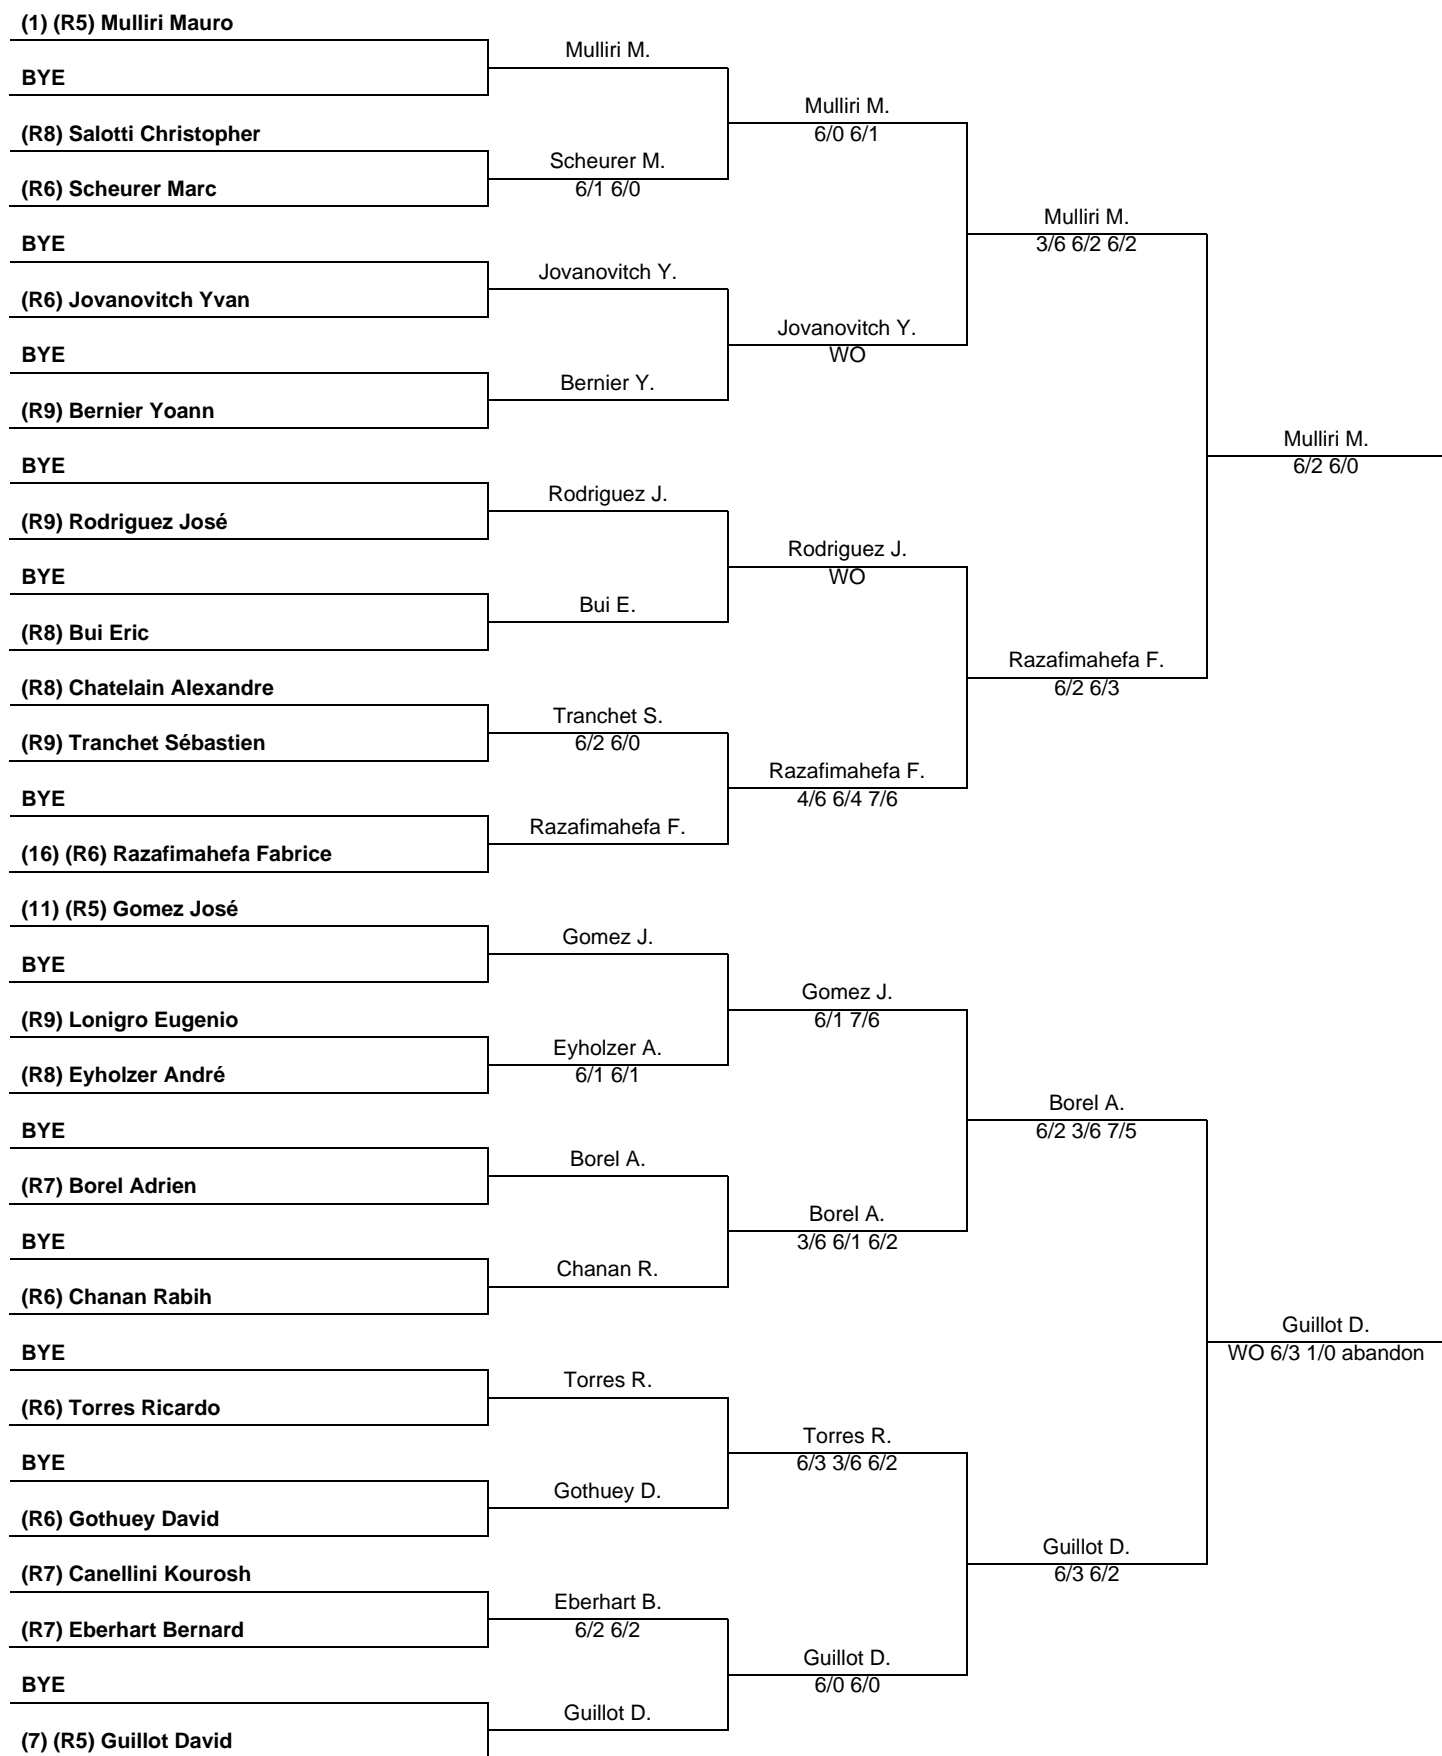 (1) (R5) Mulliri Mauro
BYE
(R8) Salotti Christopher
(R6) Scheurer Marc
BYE
(R6) Jovanovitch Yvan
BYE
(R9) Bernier Yoann
BYE
(R9) Rodriguez José
BYE
(R8) Bui Eric
(R8) Chatelain Alexandre
(R9) Tranchet Sébastien
BYE
(16) (R6) Razafimahefa Fabrice
(11) (R5) Gomez José
BYE
(R9) Lonigro Eugenio
(R8) Eyholzer André
BYE
(R7) Borel Adrien
BYE
(R6) Chanan Rabih
BYE
(R6) Torres Ricardo
BYE
(R6) Gothuey David
(R7) Canellini Kourosh
(R7) Eberhart Bernard
BYE
(7) (R5) Guillot David
Mulliri M.
Scheurer M.
6/1 6/0
Jovanovitch Y.
Bernier Y.
Rodriguez J.
Bui E.
Tranchet S.
6/2 6/0
Razafimahefa F.
Gomez J.
Eyholzer A.
6/1 6/1
Borel A.
Chanan R.
Torres R.
Gothuey D.
Eberhart B.
6/2 6/2
Guillot D.
Mulliri M.
6/0 6/1
Jovanovitch Y.
WO
Rodriguez J.
WO
Razafimahefa F.
4/6 6/4 7/6
Gomez J.
6/1 7/6
Borel A.
3/6 6/1 6/2
Torres R.
6/3 3/6 6/2
Guillot D.
6/0 6/0
Mulliri M.
3/6 6/2 6/2
Razafimahefa F.
6/2 6/3
Borel A.
6/2 3/6 7/5
Guillot D.
6/3 6/2
Mulliri M.
6/2 6/0
Guillot D.
WO 6/3 1/0 abandon